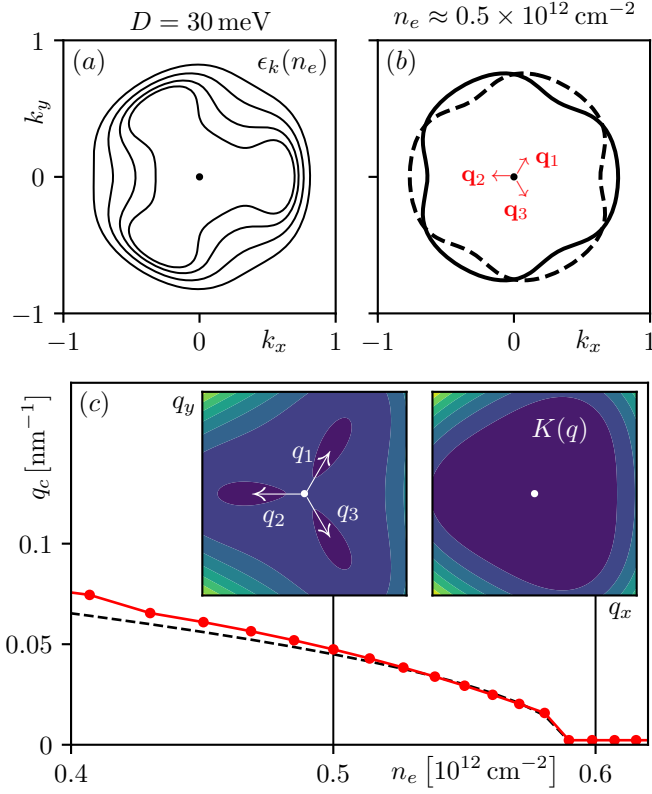 D = 30 meV
n_e ≈ 0.5 × 10^12 cm^−2
(a)
ϵ_k(n_e)
(b)
1
0
−1
k_y
−1
0
1
k_x
q_1
q_2
q_3
1
0
−1
−1
0
1
k_x
(c)
q_y
q_1
q_2
q_3
K(q)
q_x
q_c [nm^−1]
0.1
0.05
0
0.4
0.5
n_e [10^12 cm^−2]
0.6